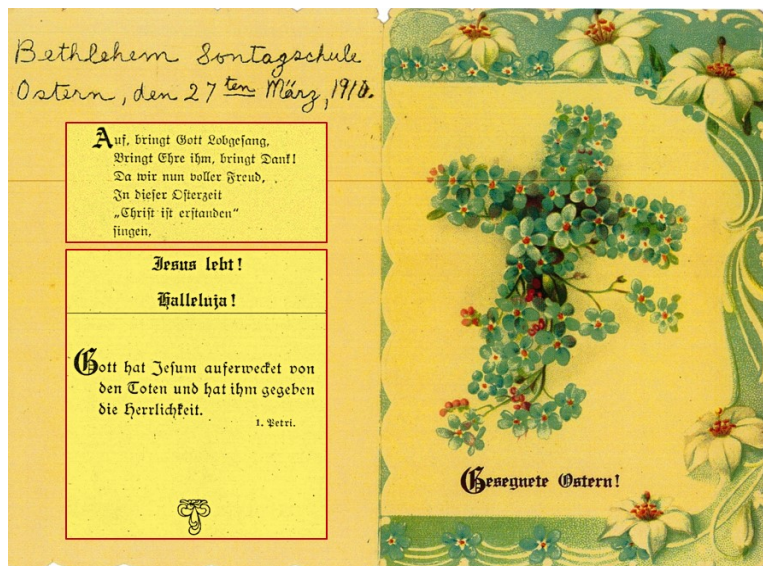 Bethlehem Sontagschule
Ostern, den 27 ten März, 1910.
Auf, bringt Gott Lobgesang,
Bringt Ehre ihm, bringt Dank!
Da wir nun voller Freud,
In dieser Osterzeit
„Christ ist erstanden“
singen,
Jesus lebt!
Halleluja!
Gott hat Jesum auferwecket von
den Toten und hat ihm gegeben
die Herrlichkeit.
1. Petri.
Gesegnete Ostern!